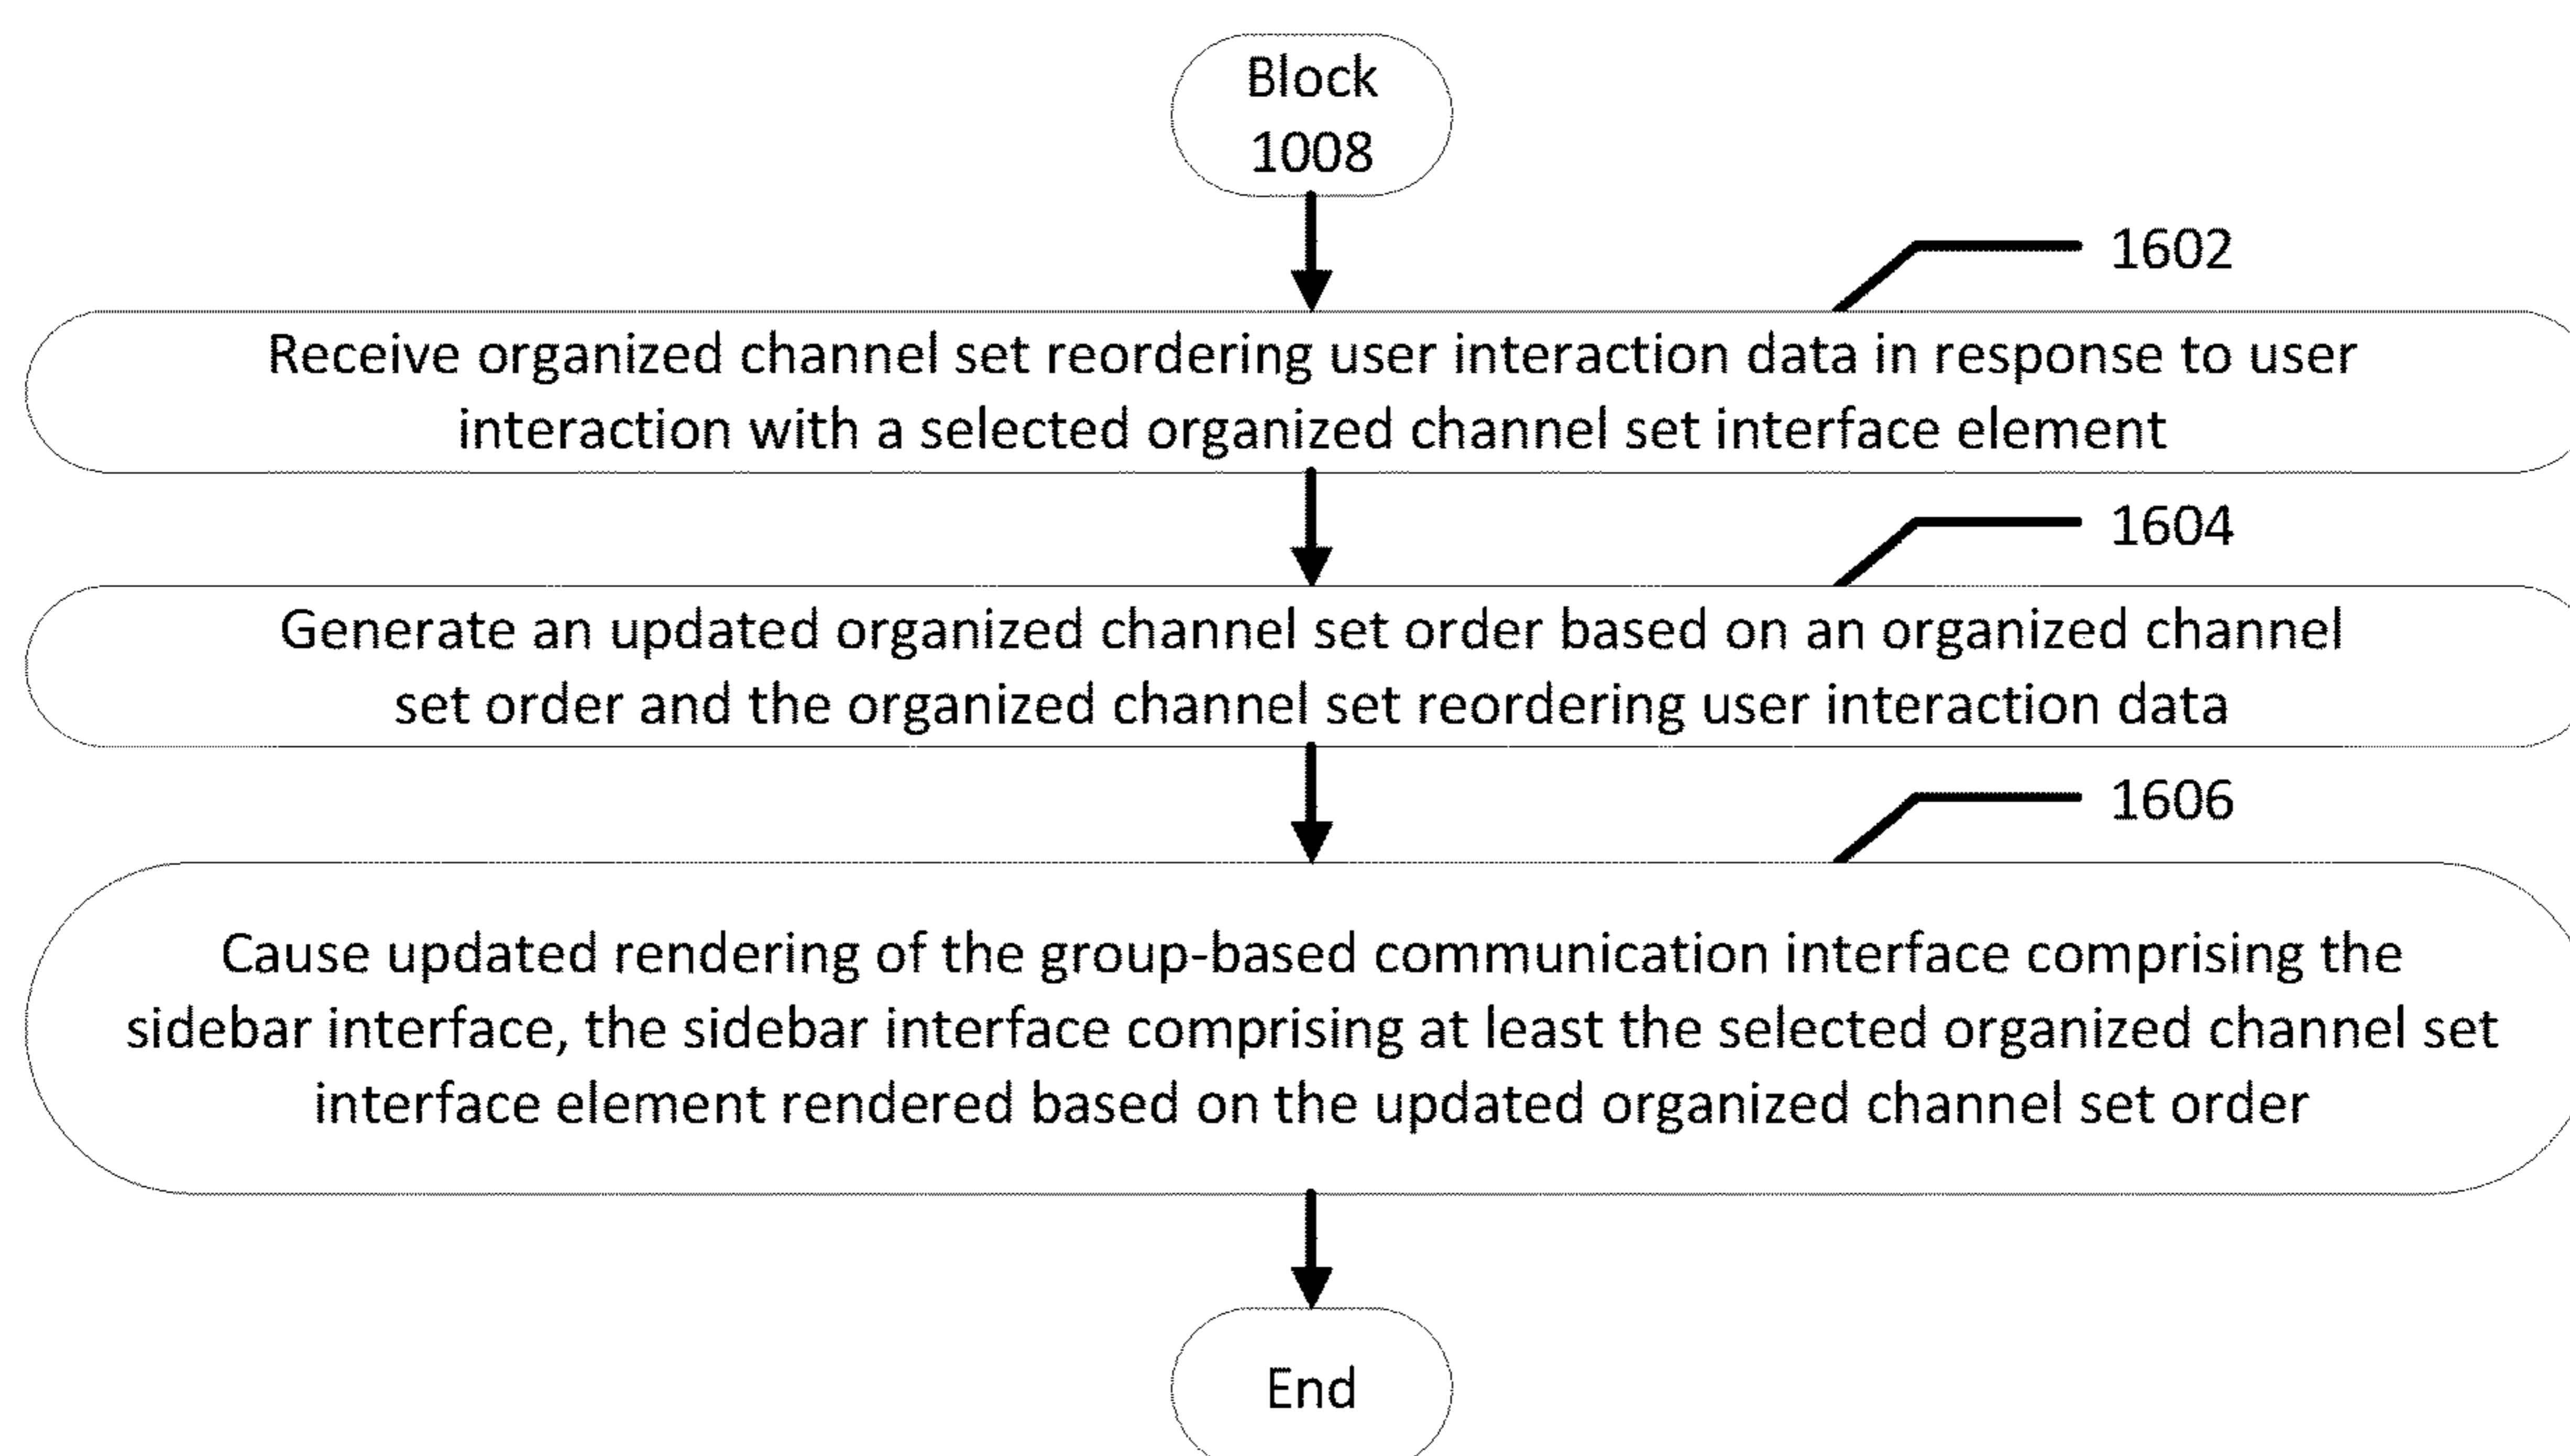 Block
1008
1602
Receive organized channel set reordering user interaction data in response to user
interaction with a selected organized channel set interface element
1604
Generate an updated organized channel set order based on an organized channel
set order and the organized channel set reordering user interaction data
1606
Cause updated rendering of the group-based communication interface comprising the
sidebar interface, the sidebar interface comprising at least the selected organized channel set
interface element rendered based on the updated organized channel set order
End